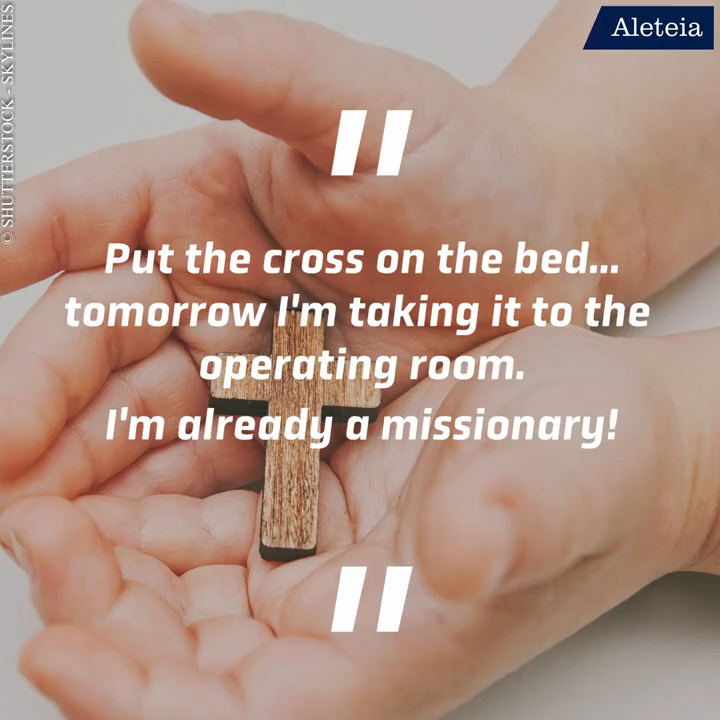 Aleteia
© SHUTTERSTOCK - SKYLINES
"
Put the cross on the bed...
tomorrow I'm taking it to the
operating room.
I'm already a missionary!
"